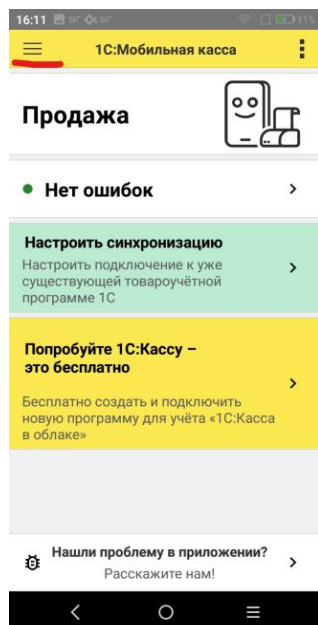 16:11
11%
1С:Мобильная касса
Продажа
Нет ошибок
Настроить синхронизацию
Настроить подключение к уже
существующей товароучётной
программе 1С
Попробуйте 1С:Кассу –
это бесплатно
Бесплатно создать и подключить
новую программу для учёта «1С:Касса
в облаке»
Нашли проблему в приложении?
Расскажите нам!